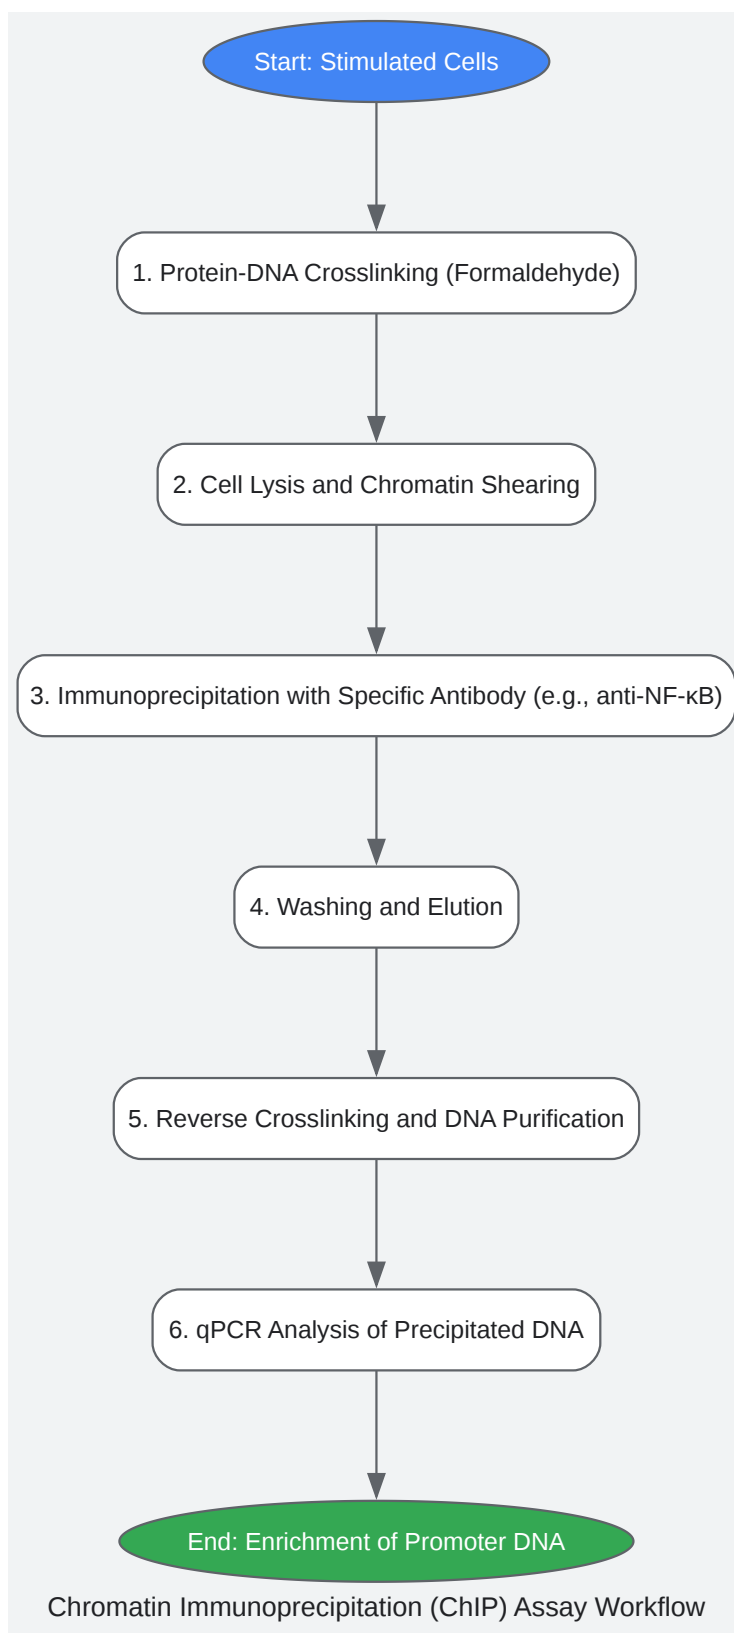 Start: Stimulated Cells
1. Protein-DNA Crosslinking (Formaldehyde)
2. Cell Lysis and Chromatin Shearing
3. Immunoprecipitation with Specific Antibody (e.g., anti-NF-κB)
4. Washing and Elution
5. Reverse Crosslinking and DNA Purification
6. qPCR Analysis of Precipitated DNA
End: Enrichment of Promoter DNA
Chromatin Immunoprecipitation (ChIP) Assay Workflow